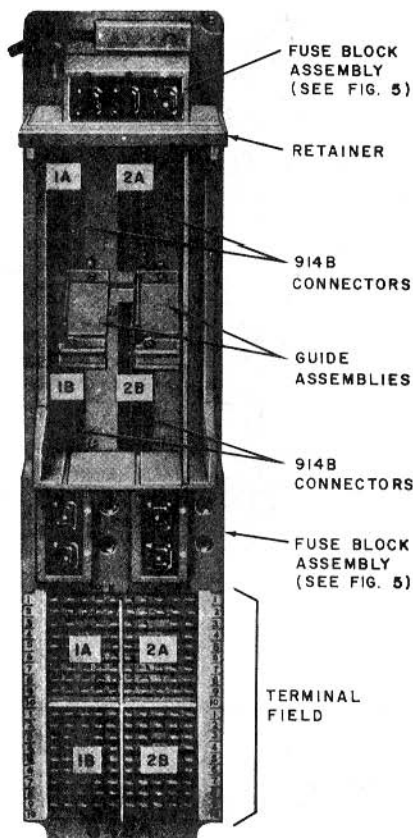 FUSE BLOCK
ASSEMBLY
(SEE FIG. 5)
RETAINER
1A 2A
914B
CONNECTORS
GUIDE
ASSEMBLIES
1B 2B
914B
CONNECTORS
FUSE BLOCK
ASSEMBLY
(SEE FIG. 5)
1A 2A
TERMINAL
FIELD
1B 2B